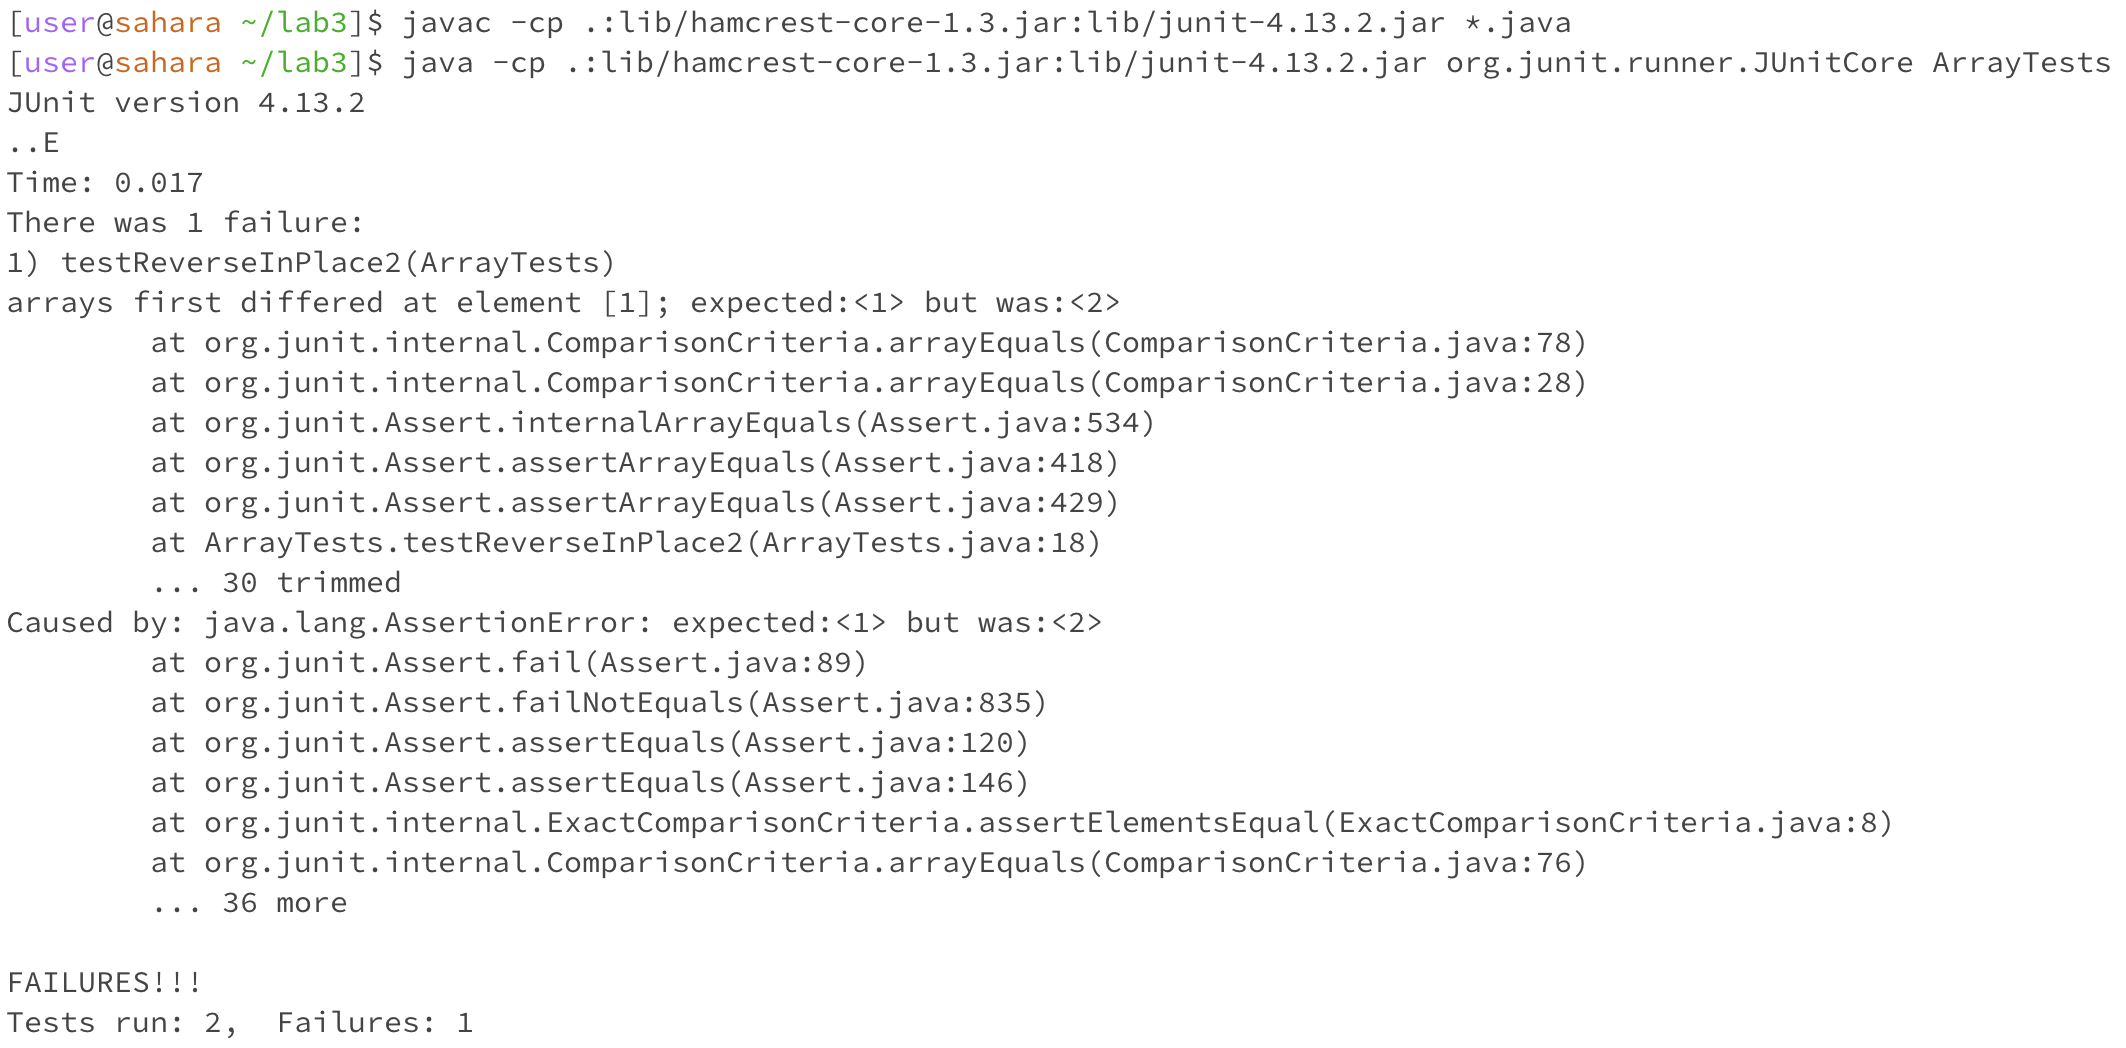 [user@sahara ~/lab3]$ javac -cp .:lib/hamcrest-core-1.3.jar:lib/junit-4.13.2.jar *.java
[user@sahara ~/lab3]$ java -cp .:lib/hamcrest-core-1.3.jar:lib/junit-4.13.2.jar org.junit.runner.JUnitCore ArrayTests
JUnit version 4.13.2
..E
Time: 0.017
There was 1 failure:
1) testReverseInPlace2(ArrayTests)
arrays first differed at element [1]; expected:<1> but was:<2>
        at org.junit.internal.ComparisonCriteria.arrayEquals(ComparisonCriteria.java:78)
        at org.junit.internal.ComparisonCriteria.arrayEquals(ComparisonCriteria.java:28)
        at org.junit.Assert.internalArrayEquals(Assert.java:534)
        at org.junit.Assert.assertArrayEquals(Assert.java:418)
        at org.junit.Assert.assertArrayEquals(Assert.java:429)
        at ArrayTests.testReverseInPlace2(ArrayTests.java:18)
        ... 30 trimmed
Caused by: java.lang.AssertionError: expected:<1> but was:<2>
        at org.junit.Assert.fail(Assert.java:89)
        at org.junit.Assert.failNotEquals(Assert.java:835)
        at org.junit.Assert.assertEquals(Assert.java:120)
        at org.junit.Assert.assertEquals(Assert.java:146)
        at org.junit.internal.ExactComparisonCriteria.assertElementsEqual(ExactComparisonCriteria.java:8)
        at org.junit.internal.ComparisonCriteria.arrayEquals(ComparisonCriteria.java:76)
        ... 36 more

FAILURES!!!
Tests run: 2,  Failures: 1